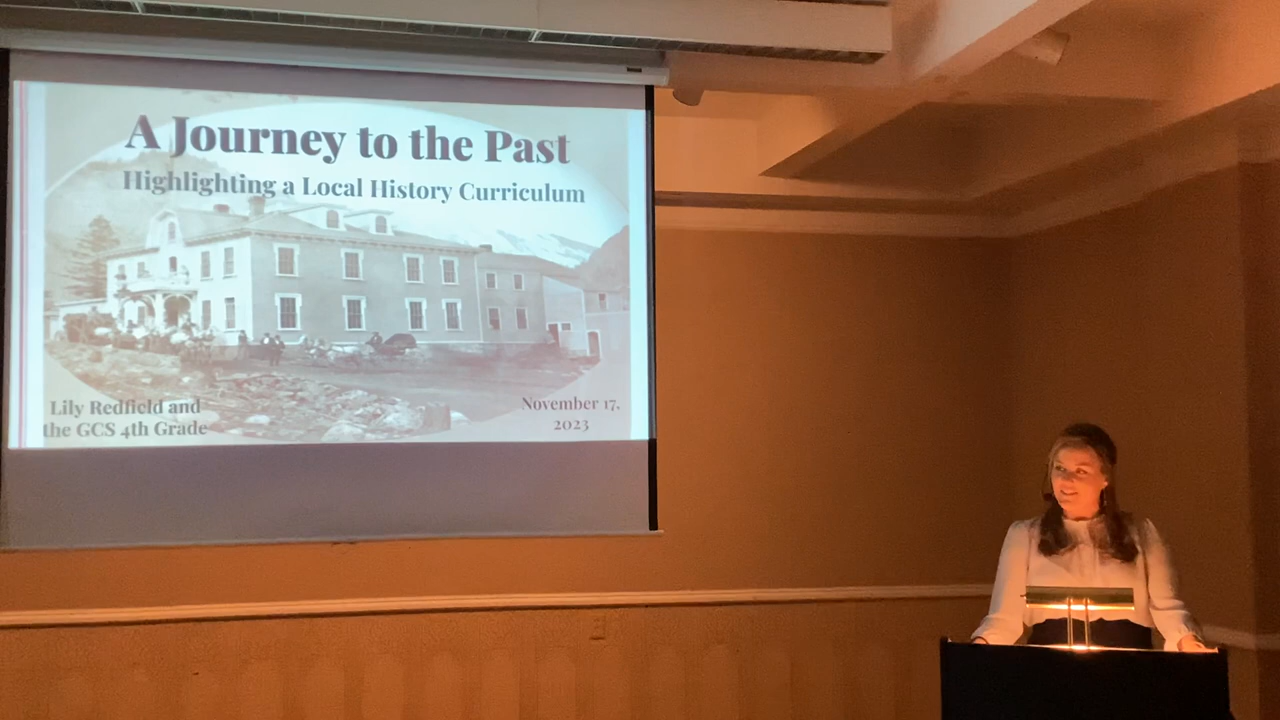 A Journey to the Past
Highlighting a Local History Curriculum
Lily Redfield and
the GCS 4th Grade
November 17,
2023